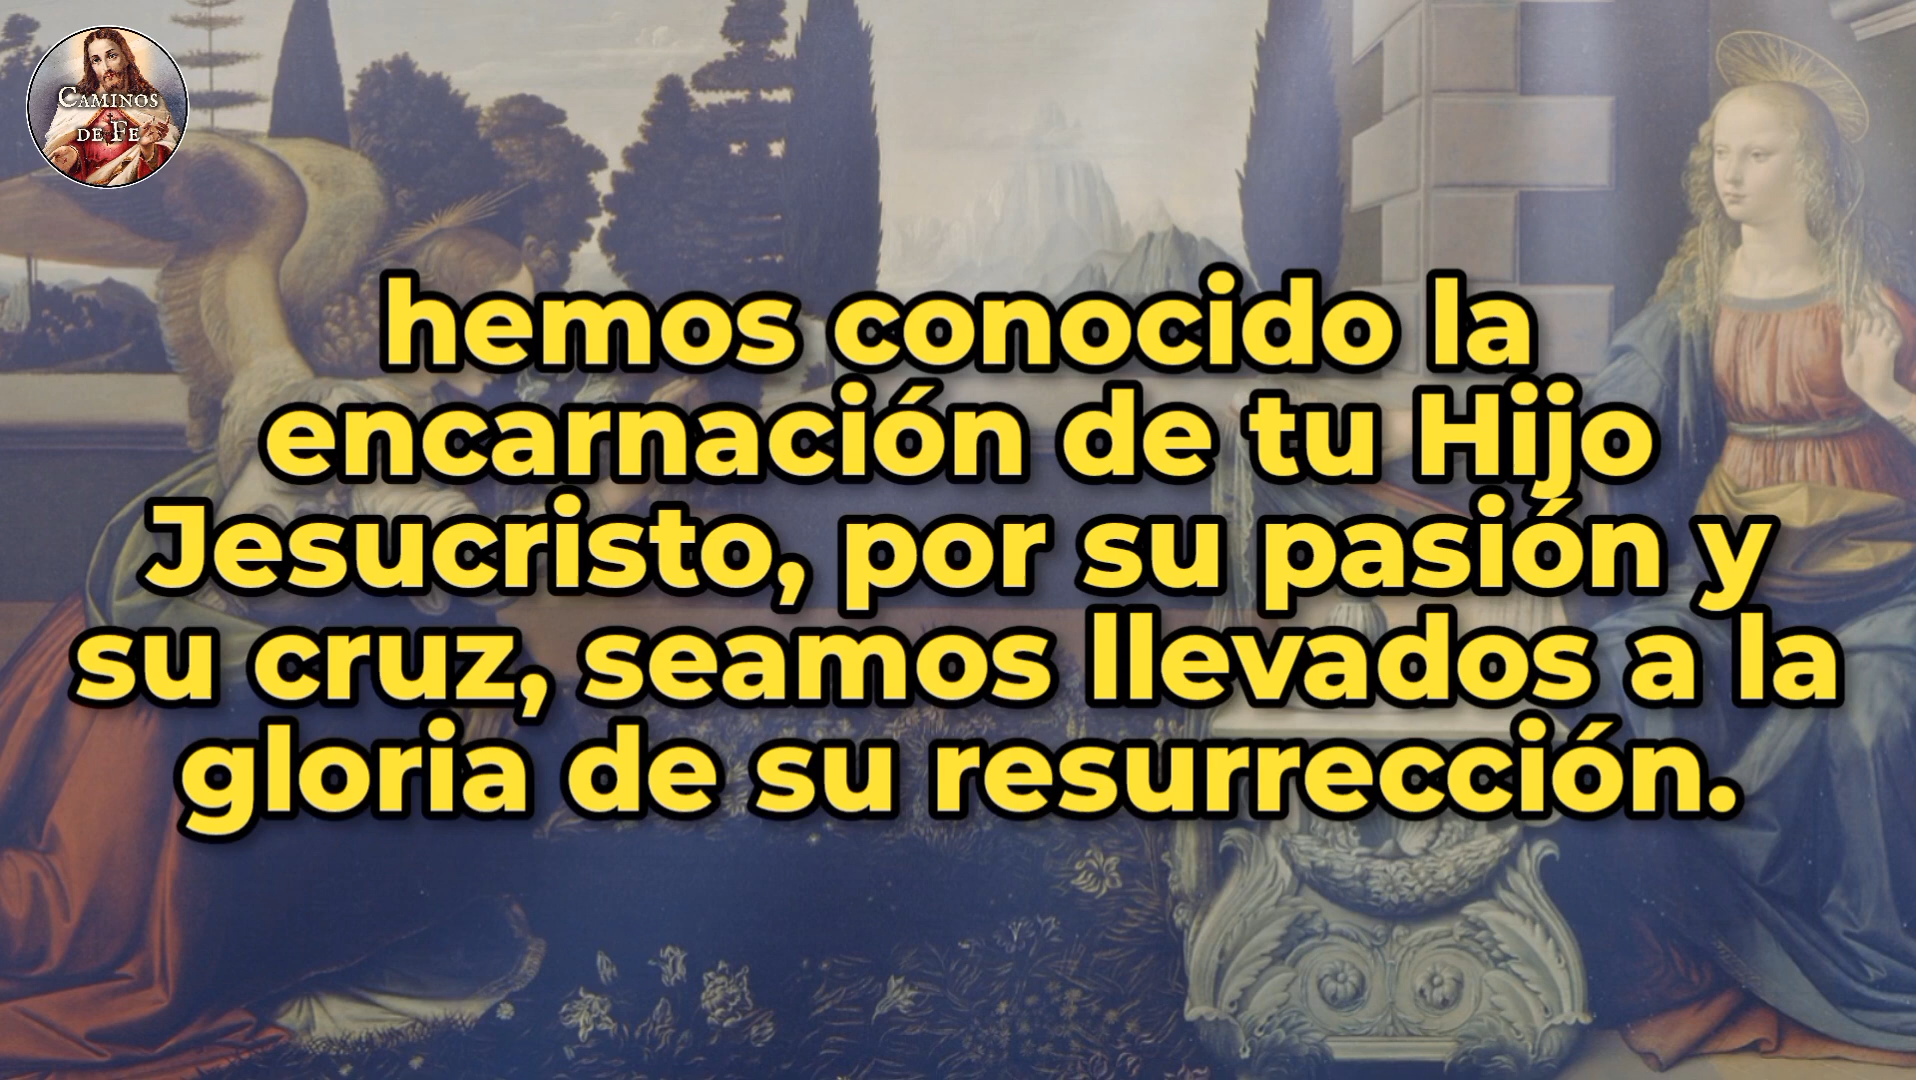 CAMINOS
DE FE
hemos conocido la
encarnación de tu Hijo
Jesucristo, por su pasión y
su cruz, seamos llevados a la
gloria de su resurrección.